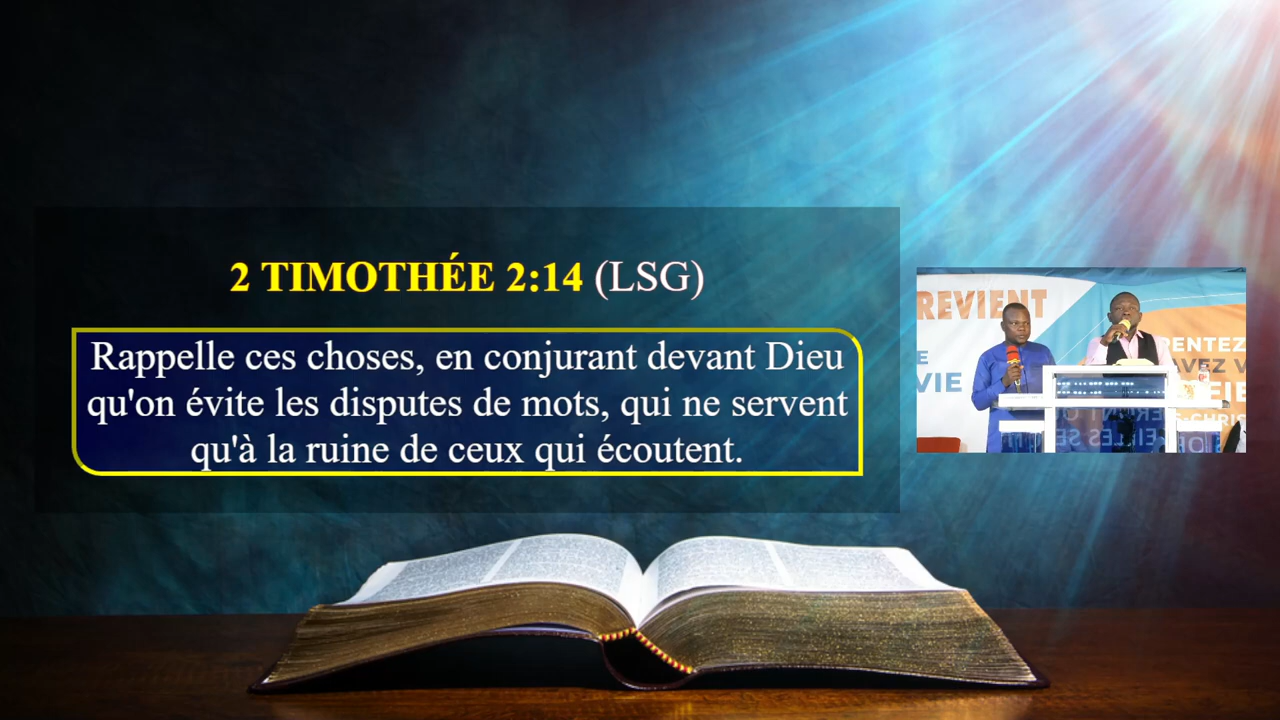 2 TIMOTHÉE 2:14 (LSG)
Rappelle ces choses, en conjurant devant Dieu
qu'on évite les disputes de mots, qui ne servent
qu'à la ruine de ceux qui écoutent.
REVIENT
VIE